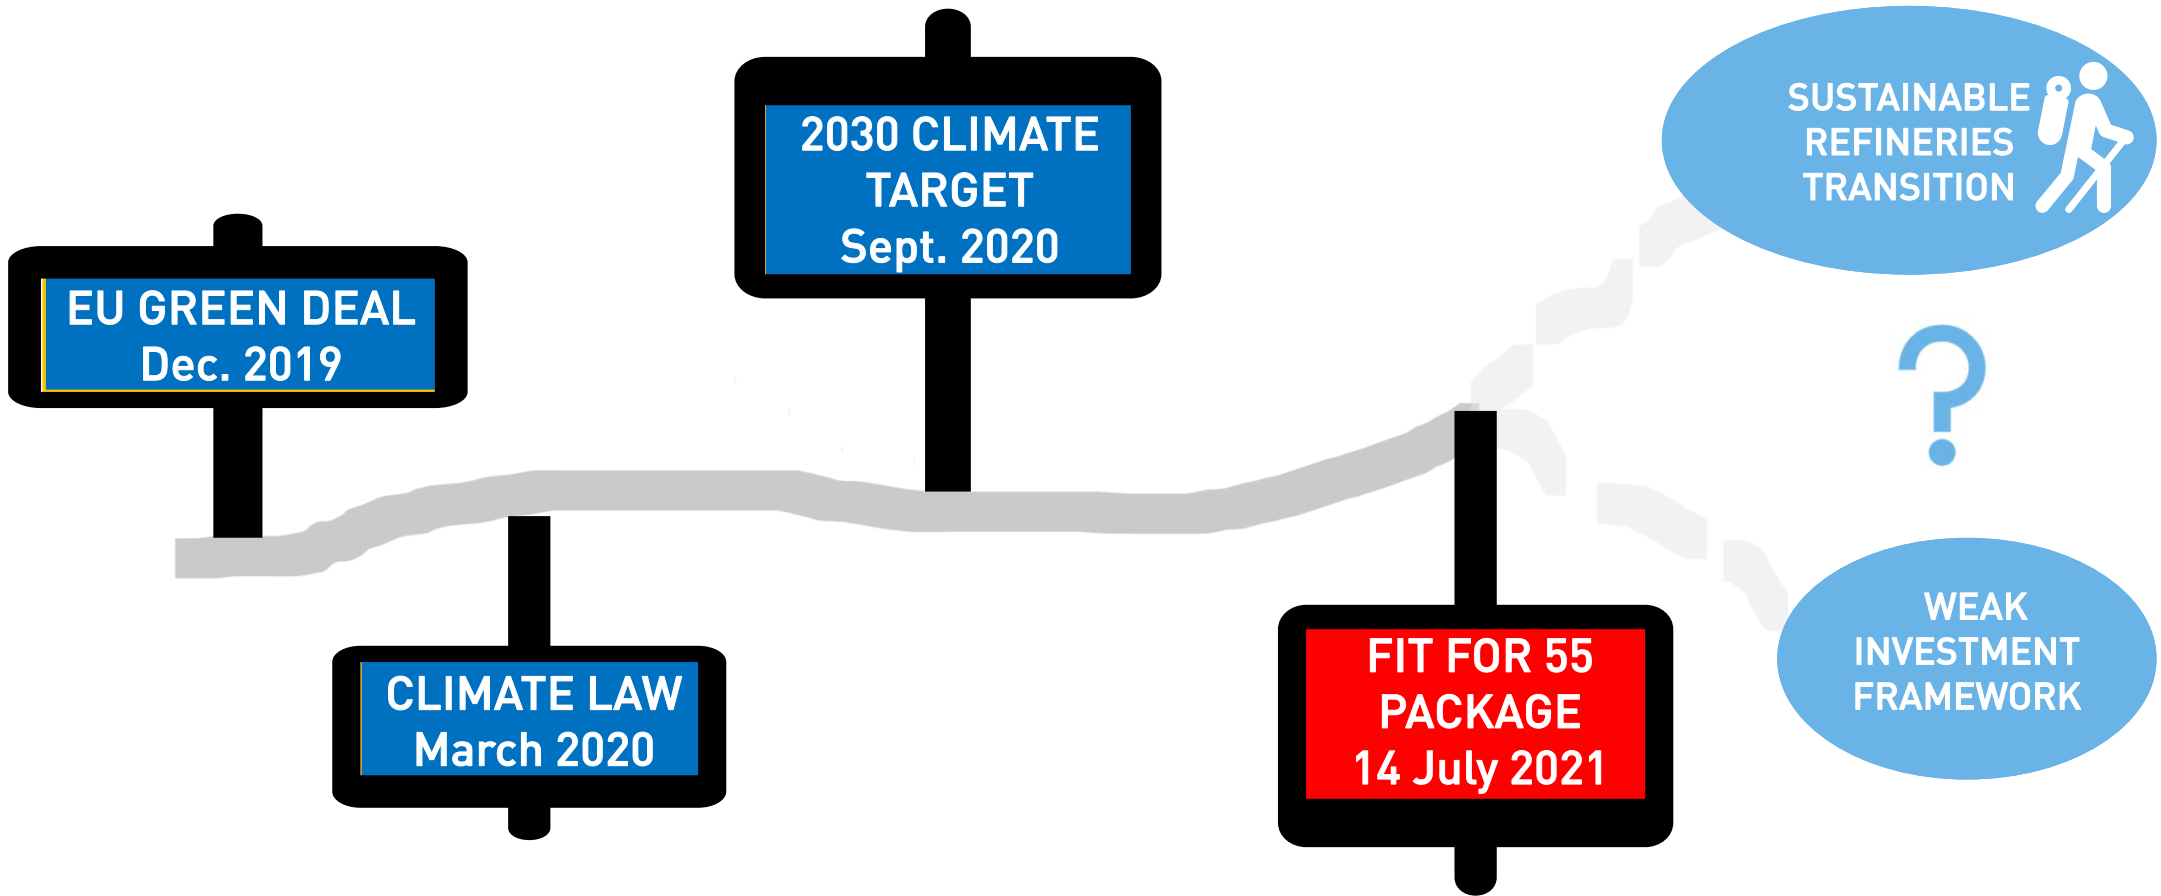 EU GREEN DEAL
Dec. 2019
CLIMATE LAW
March 2020
2030 CLIMATE
TARGET
Sept. 2020
FIT FOR 55
PACKAGE
14 July 2021
SUSTAINABLE
REFINERIES
TRANSITION
?
WEAK
INVESTMENT
FRAMEWORK